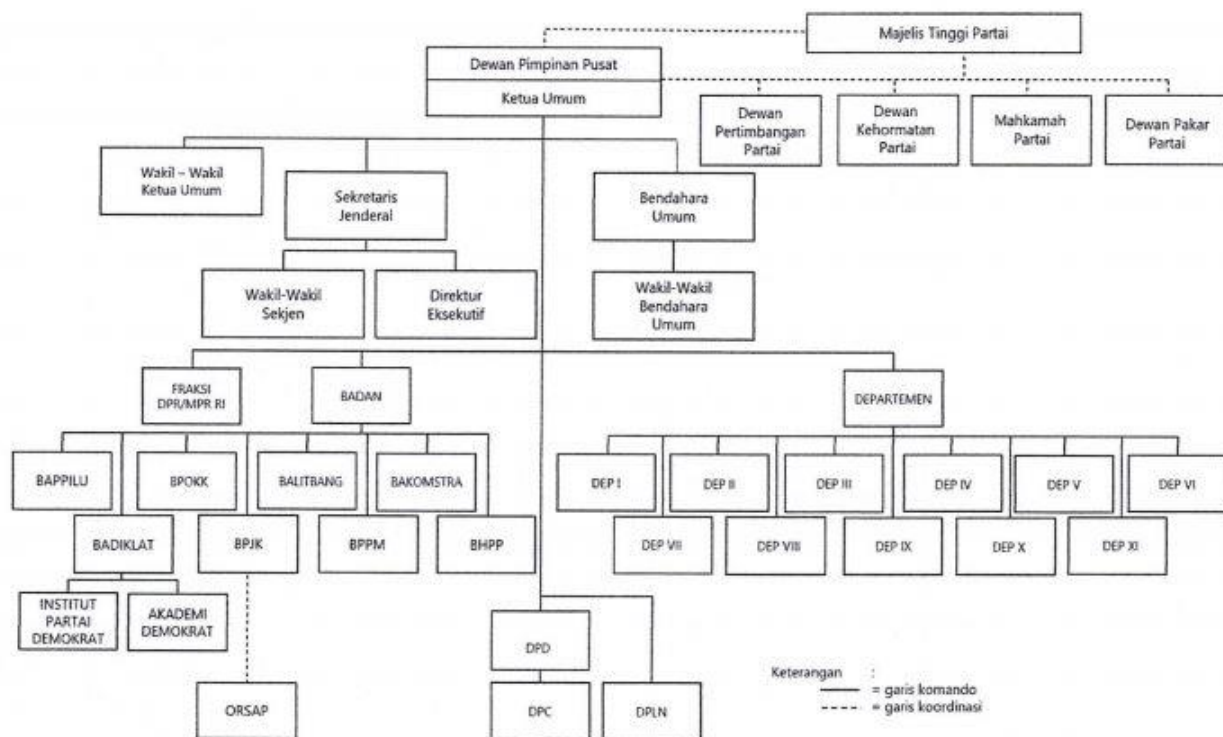 Majelis Tinggi Partai
Dewan Pimpinan Pusat
Ketua Umum
Dewan
Pertimbangan
Partai
Dewan
Kehormatan
Partai
Mahkamah
Partai
Dewan Pakar
Partai
Wakil – Wakil
Ketua Umum
Sekretaris
Jenderal
Bendahara
Umum
Wakil-Wakil
Sekjen
Direktur
Eksekutif
Wakil-Wakil
Bendahara
Umum
FRAKSI
DPR/MPR RI
BADAN
DEPARTEMEN
BAPPILU
BPOKK
BALITBANG
BAKOMSTRA
DEP I
DEP II
DEP III
DEP IV
DEP V
DEP VI
BADIKLAT
BPJK
BPPM
BHPP
DEP VII
DEP VIII
DEP IX
DEP X
DEP XI
INSTITUT
PARTAI
DEMOKRAT
AKADEMI
DEMOKRAT
DPD
ORSAP
DPC
DPLN
Keterangan :
= garis komando
= garis koordinasi